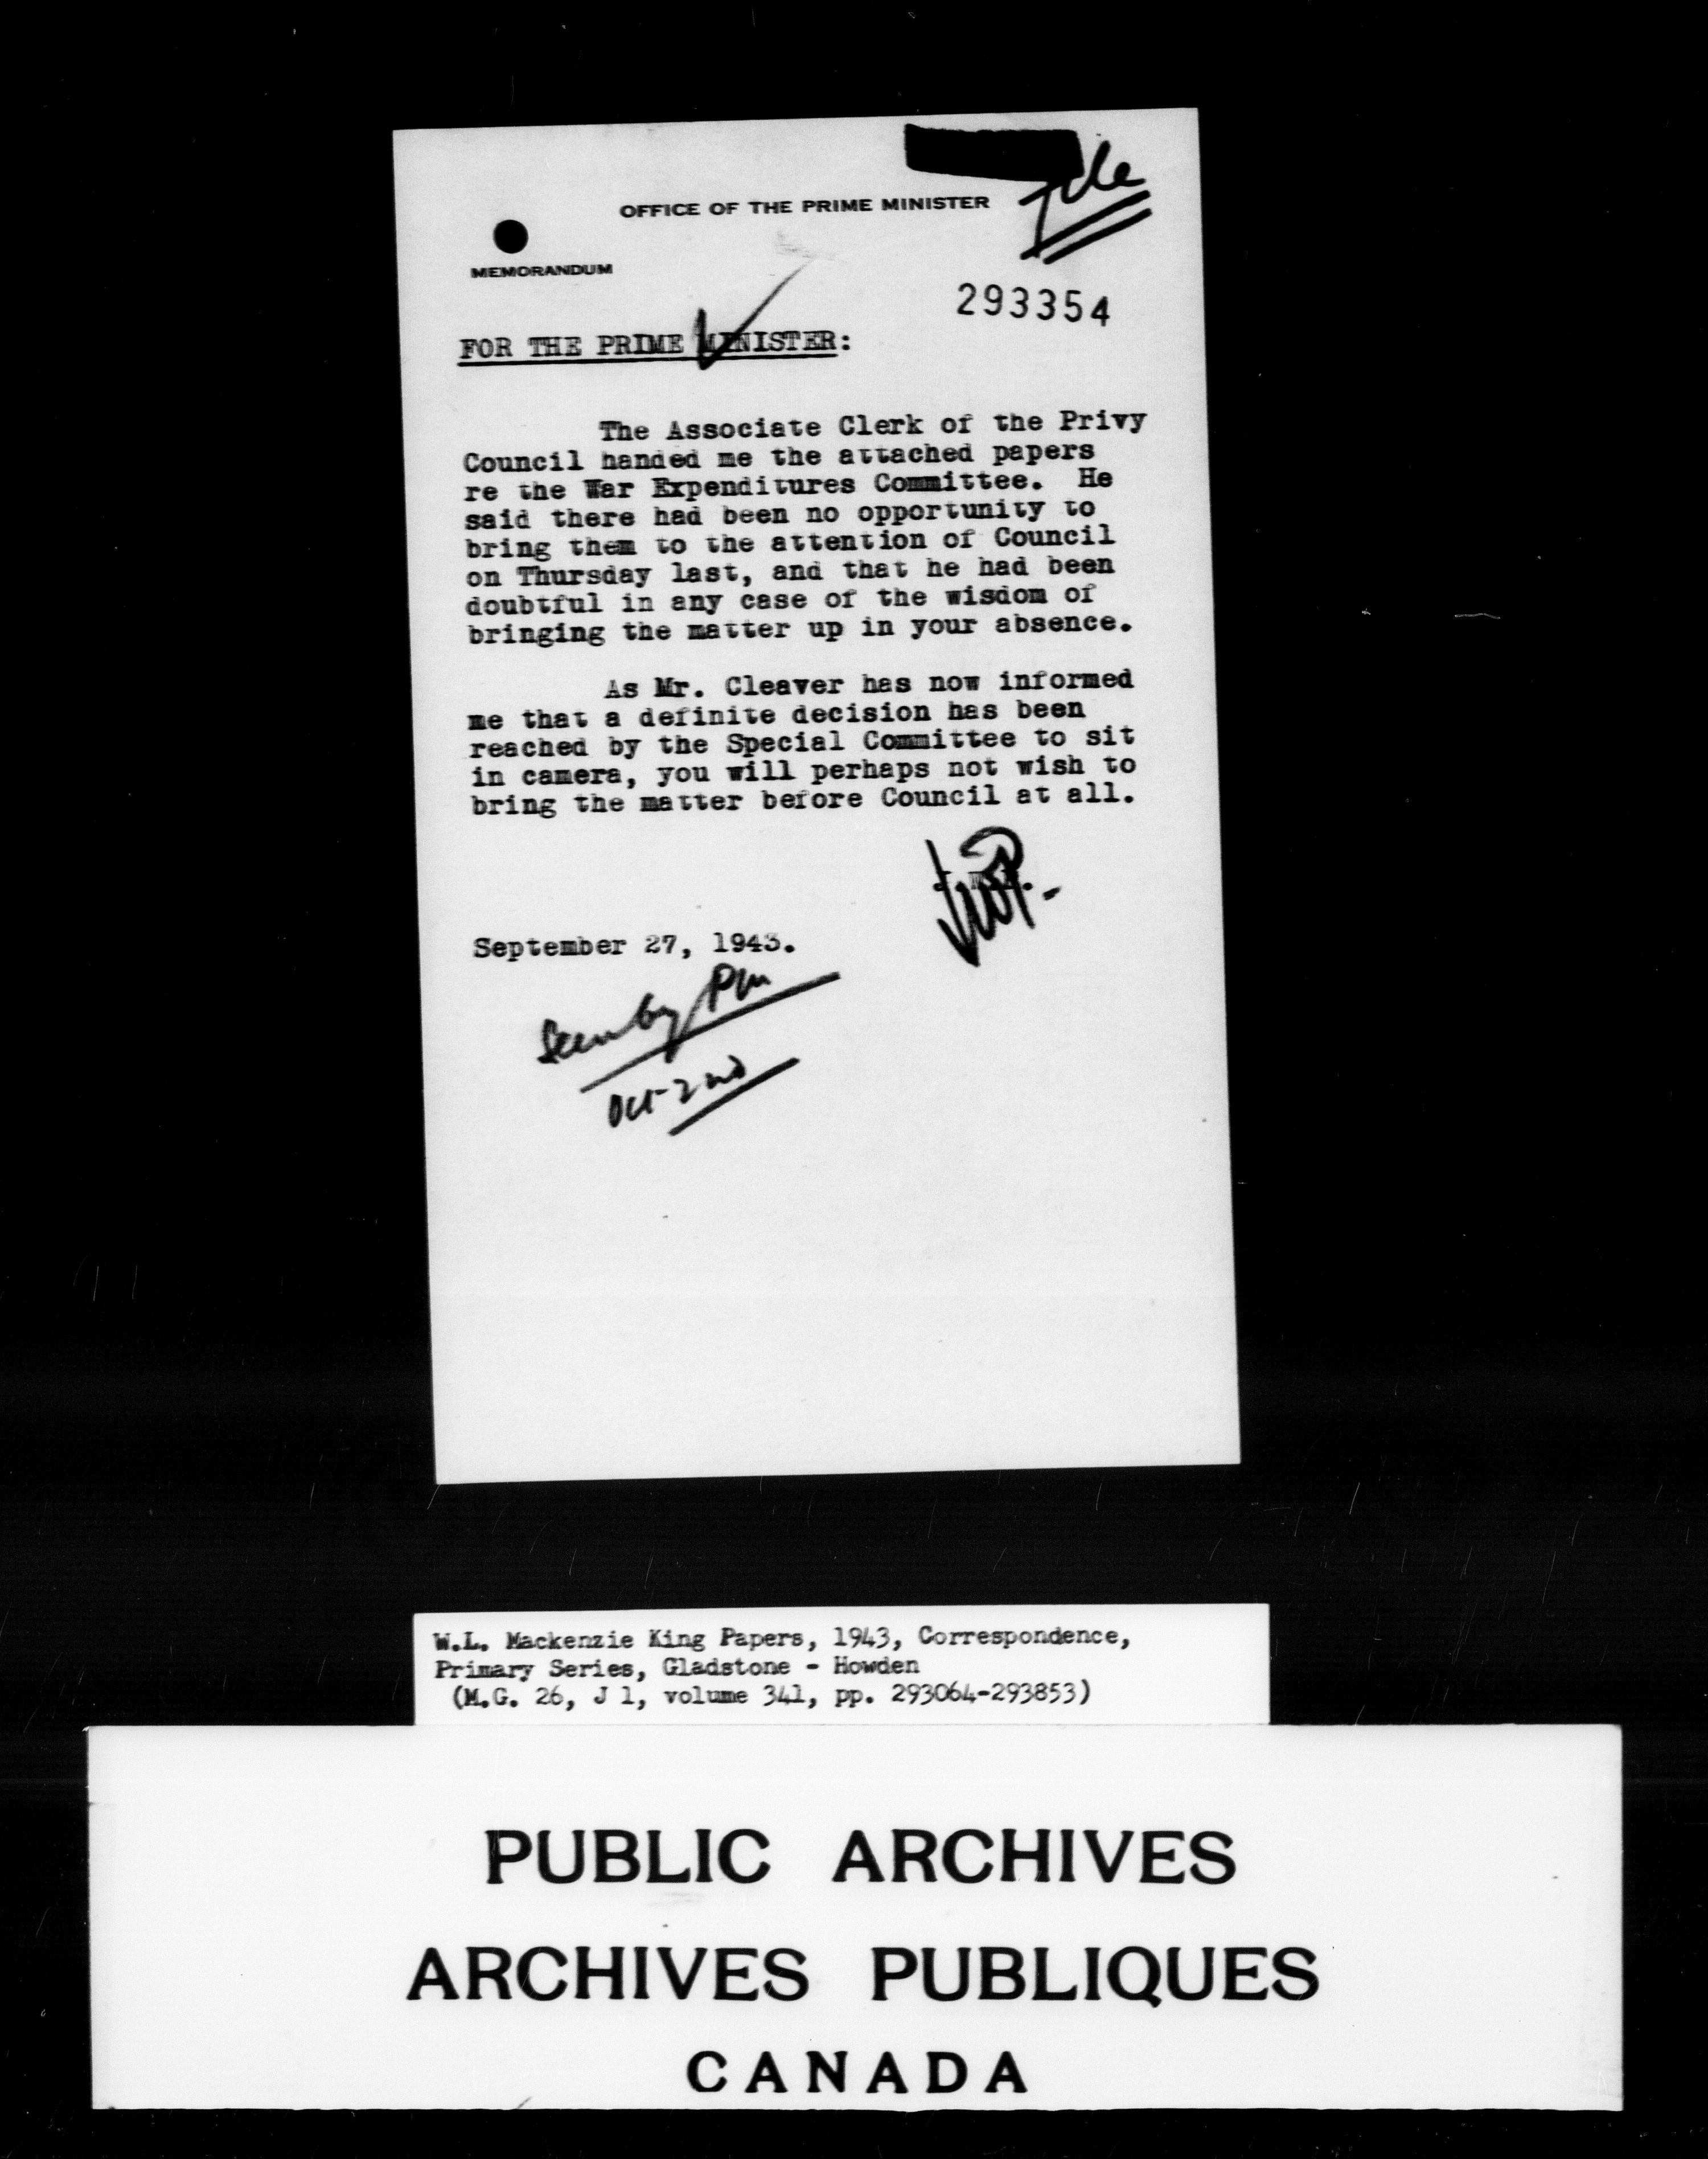 File
OFFICE OF THE PRIME MINISTER
MEMORANDUM
293354
FOR THE PRIME MINISTER:
The Associate Clerk of the Privy
Council handed me the attached papers
re the War Expenditures Committee. He
said there had been no opportunity to
bring them to the attention of Council
on Thursday last, and that he had been
doubtful in any case of the wisdom of
bringing the matter up in your absence.
As Mr. Cleaver has now informed
me that a definite decision has been
reached by the Special Committee to sit
in camera, you will perhaps not wish to
bring the matter before Council at all.
September 27, 1943.
Seen by PM
Oct 2nd
W.L. Mackenzie King Papers, 1943, Correspondence,
Primary Series, Gladstone - Howden
(M.G. 26, J 1, volume 341, pp. 293064-293853)
PUBLIC ARCHIVES
ARCHIVES PUBLIQUES
CANADA